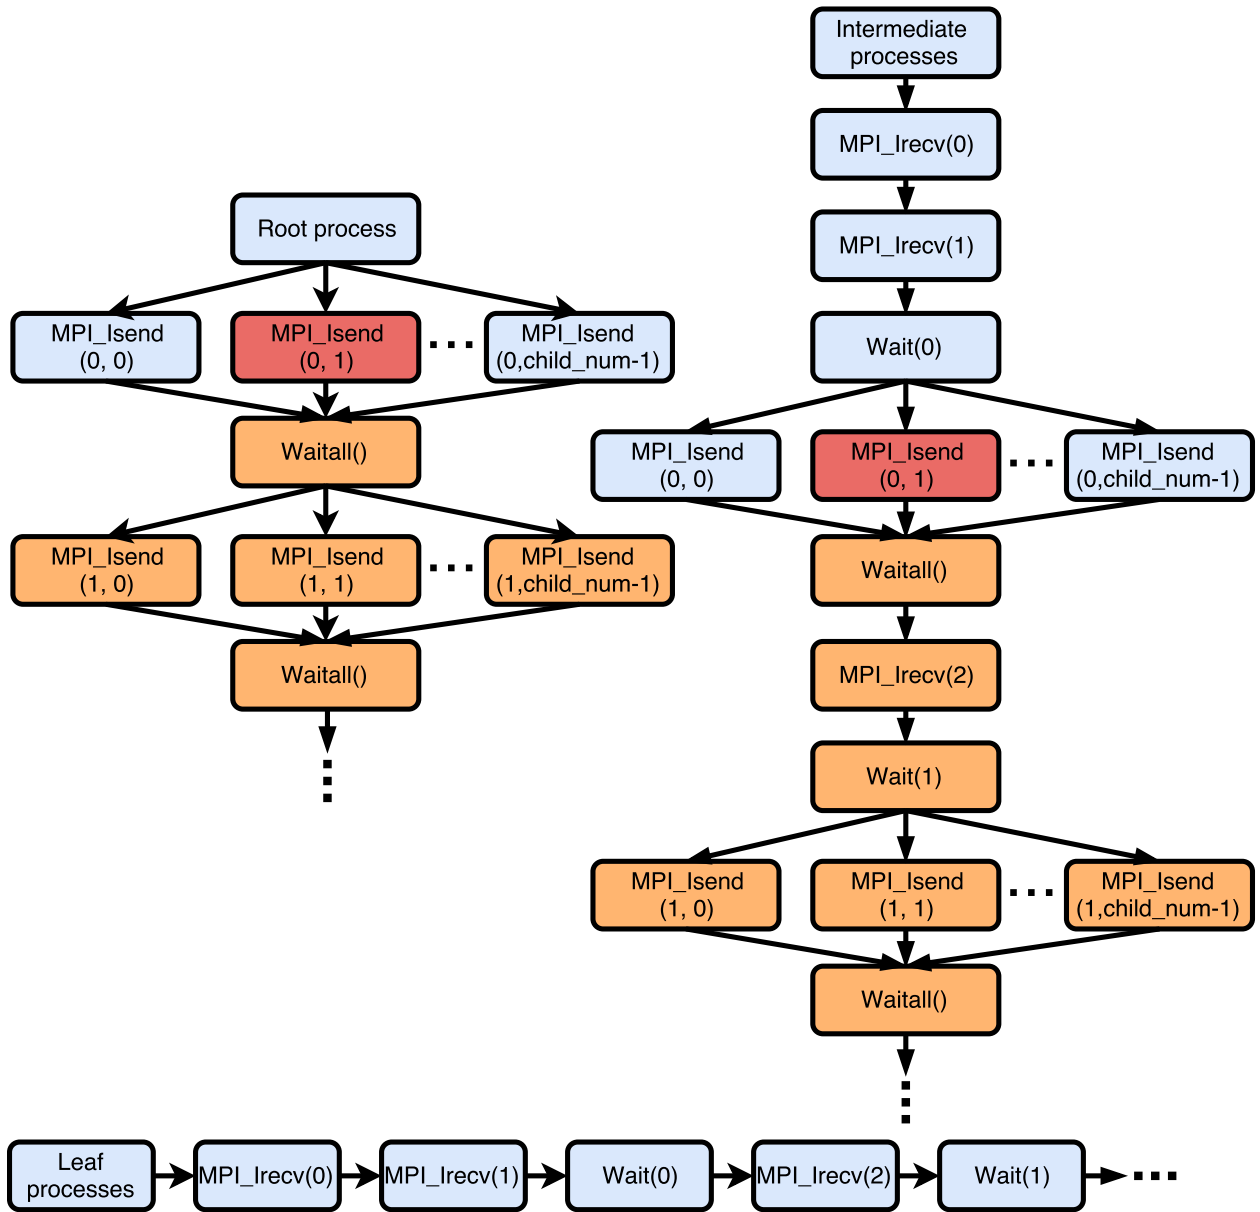 Root process
MPI_Isend
(0, 0)
MPI_Isend
(0, 1)
MPI_Isend
(0,child_num-1)
Waitall()
MPI_Isend
(1, 0)
MPI_Isend
(1, 1)
MPI_Isend
(1,child_num-1)
Waitall()
Intermediate
processes
MPI_Irecv(0)
MPI_Irecv(1)
Wait(0)
MPI_Isend
(0, 0)
MPI_Isend
(0, 1)
MPI_Isend
(0,child_num-1)
Waitall()
MPI_Irecv(2)
Wait(1)
MPI_Isend
(1, 0)
MPI_Isend
(1, 1)
MPI_Isend
(1,child_num-1)
Waitall()
Leaf
processes
MPI_Irecv(0)
MPI_Irecv(1)
Wait(0)
MPI_Irecv(2)
Wait(1)